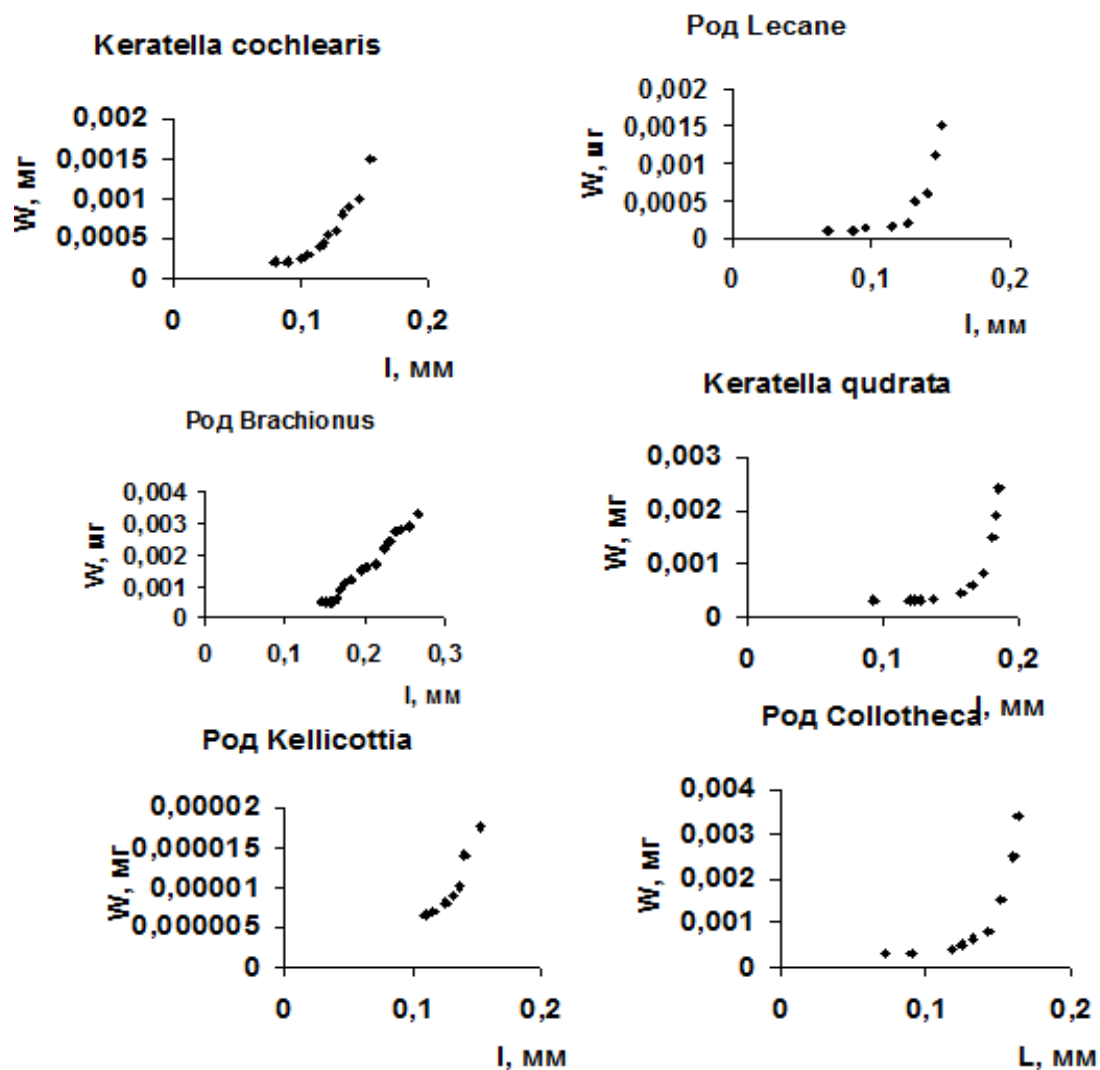 Keratella cochlearis
0,002
0,0015
0,001
0,0005
0
W, мг
0
0,1
0,2
l, мм
Род Lecane
0,002
0,0015
0,001
0,0005
0
W, мг
0
0,1
0,2
l, мм
Род Brachionus
0,004
0,003
0,002
0,001
0
W, мг
0
0,1
0,2
0,3
l, мм
Keratella qudrata
0,003
0,002
0,001
0
W, мг
0
0,1
0,2
l, мм
Род Kellicottia
0,00002
0,000015
0,00001
0,000005
0
W, мг
0
0,1
0,2
l, мм
Род Collotheca
0,004
0,003
0,002
0,001
0
W, мг
0
0,1
0,2
L, мм